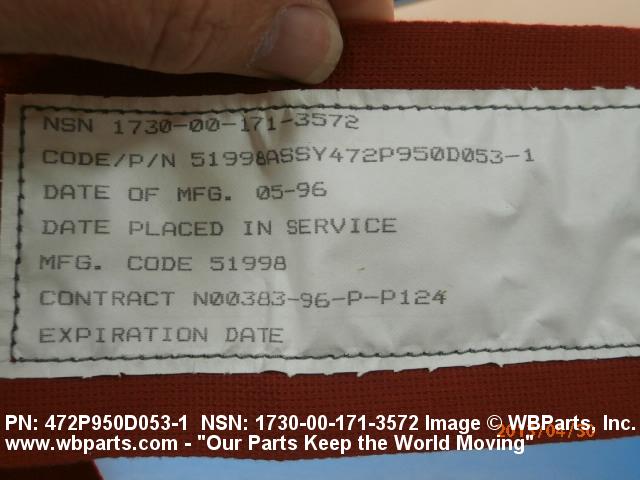 NSN 1730-00-171-3572
CODE/P/N 51998ASSY472P950D053-1
DATE OF MFG. 05-96
DATE PLACED IN SERVICE
MFG. CODE 51998
CONTRACT N00383-96-P-P124
EXPIRATION DATE
PN: 472P950D053-1 NSN: 1730-00-171-3572 Image © WBParts, Inc.
www.wbparts.com - "Our Parts Keep the World Moving"